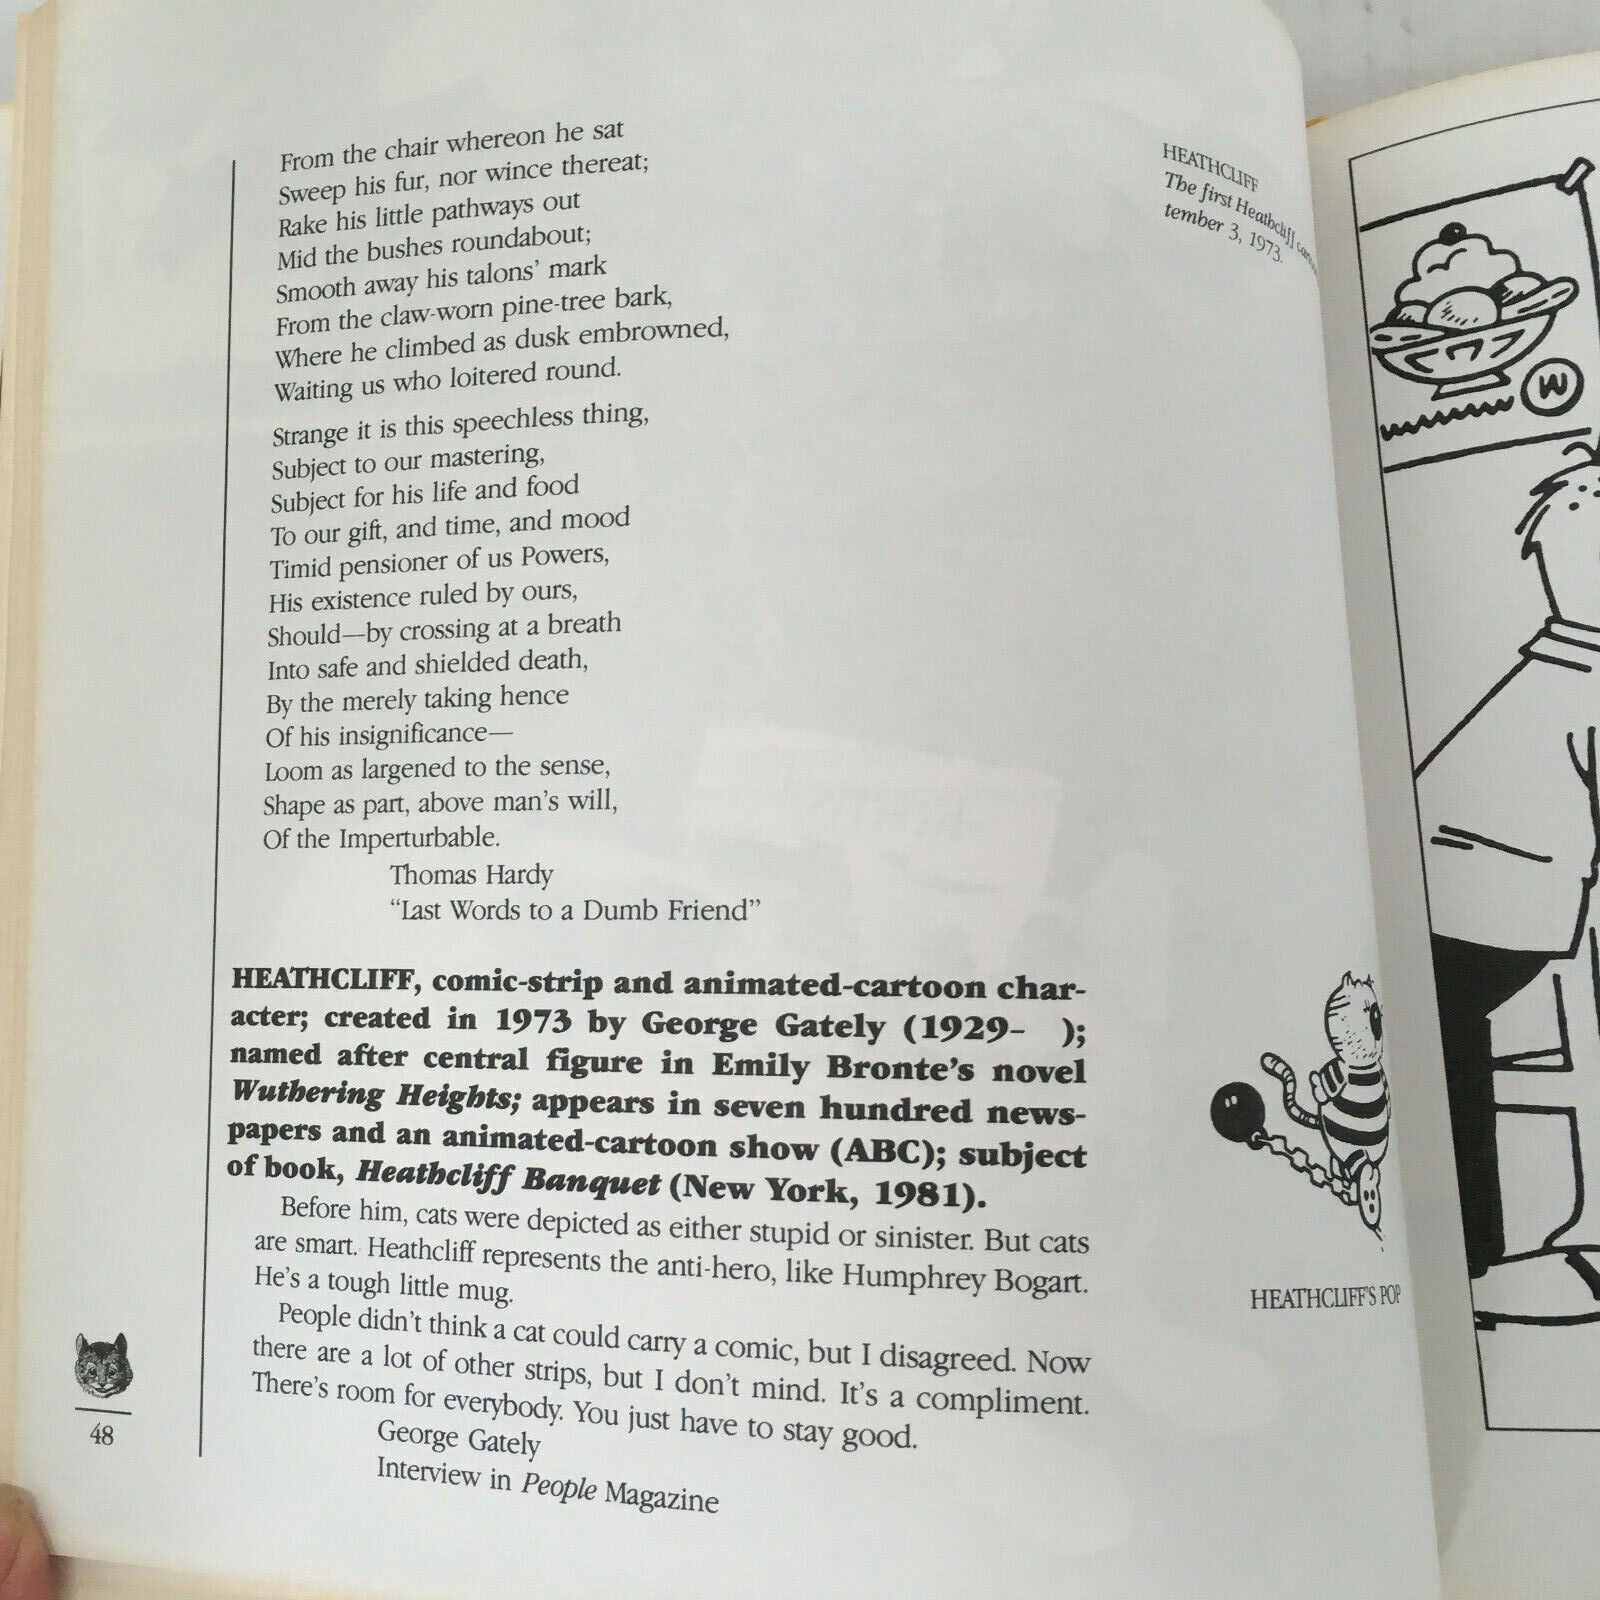 From the chair whereon he sat
Sweep his fur, nor wince thereat;
Rake his little pathways out
Mid the bushes roundabout;
Smooth away his talons' mark
From the claw-worn pine-tree bark,
Where he climbed as dusk embrowned,
Waiting us who loitered round.
Strange it is this speechless thing,
Subject to our mastering,
Subject for his life and food
To our gift, and time, and mood
Timid pensioner of us Powers,
His existence ruled by ours,
Should—by crossing at a breath
Into safe and shielded death,
By the merely taking hence
Of his insignificance—
Loom as largened to the sense,
Shape as part, above man's will,
Of the Imperturbable.
Thomas Hardy
“Last Words to a Dumb Friend”
HEATHCLIFF, comic-strip and animated-cartoon char-
acter; created in 1973 by George Gately (1929- );
named after central figure in Emily Bronte's novel
Wuthering Heights; appears in seven hundred news-
papers and an animated-cartoon show (ABC); subject
of book, Heathcliff Banquet (New York, 1981).
Before him, cats were depicted as either stupid or sinister. But cats
are smart. Heathcliff represents the anti-hero, like Humphrey Bogart.
He's a tough little mug.
People didn't think a cat could carry a comic, but I disagreed. Now
there are a lot of other strips, but I don't mind. It's a compliment.
There's room for everybody. You just have to stay good.
George Gately
Interview in People Magazine
48
HEATHCLIFF
The first Heathcliff
tember 3, 1973.
HEATHCLIFF'S POP
W